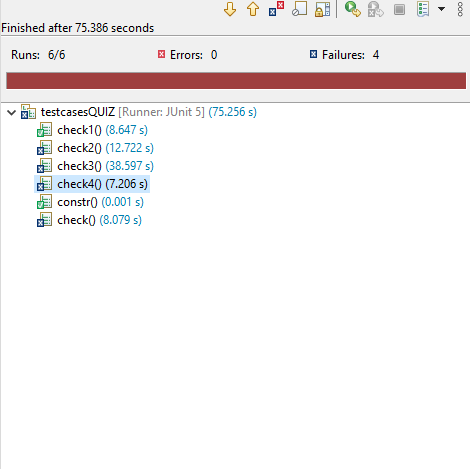 Finished after 75.386 seconds
Runs: 6/6 Errors: 0 Failures: 4
testcasesQUIZ [Runner: JUnit 5] (75.256 s)
check1() (8.647 s)
check2() (12.722 s)
check3() (38.597 s)
check4() (7.206 s)
constr() (0.001 s)
check() (8.079 s)